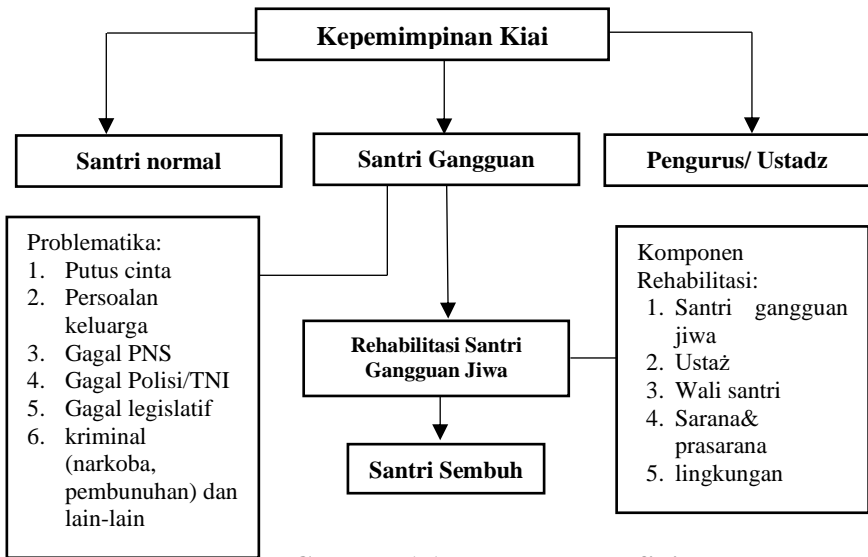 Kepemimpinan Kiai
Santri normal
Santri Gangguan
Pengurus/ Ustadz
Problematika:
1. Putus cinta
2. Persoalan
keluarga
3. Gagal PNS
4. Gagal Polisi/TNI
5. Gagal legislatif
6. kriminal
(narkoba,
pembunuhan) dan
lain-lain
Rehabilitasi Santri
Gangguan Jiwa
Santri Sembuh
Komponen
Rehabilitasi:
1. Santri gangguan
jiwa
2. Ustaż
3. Wali santri
4. Sarana&
prasarana
5. lingkungan